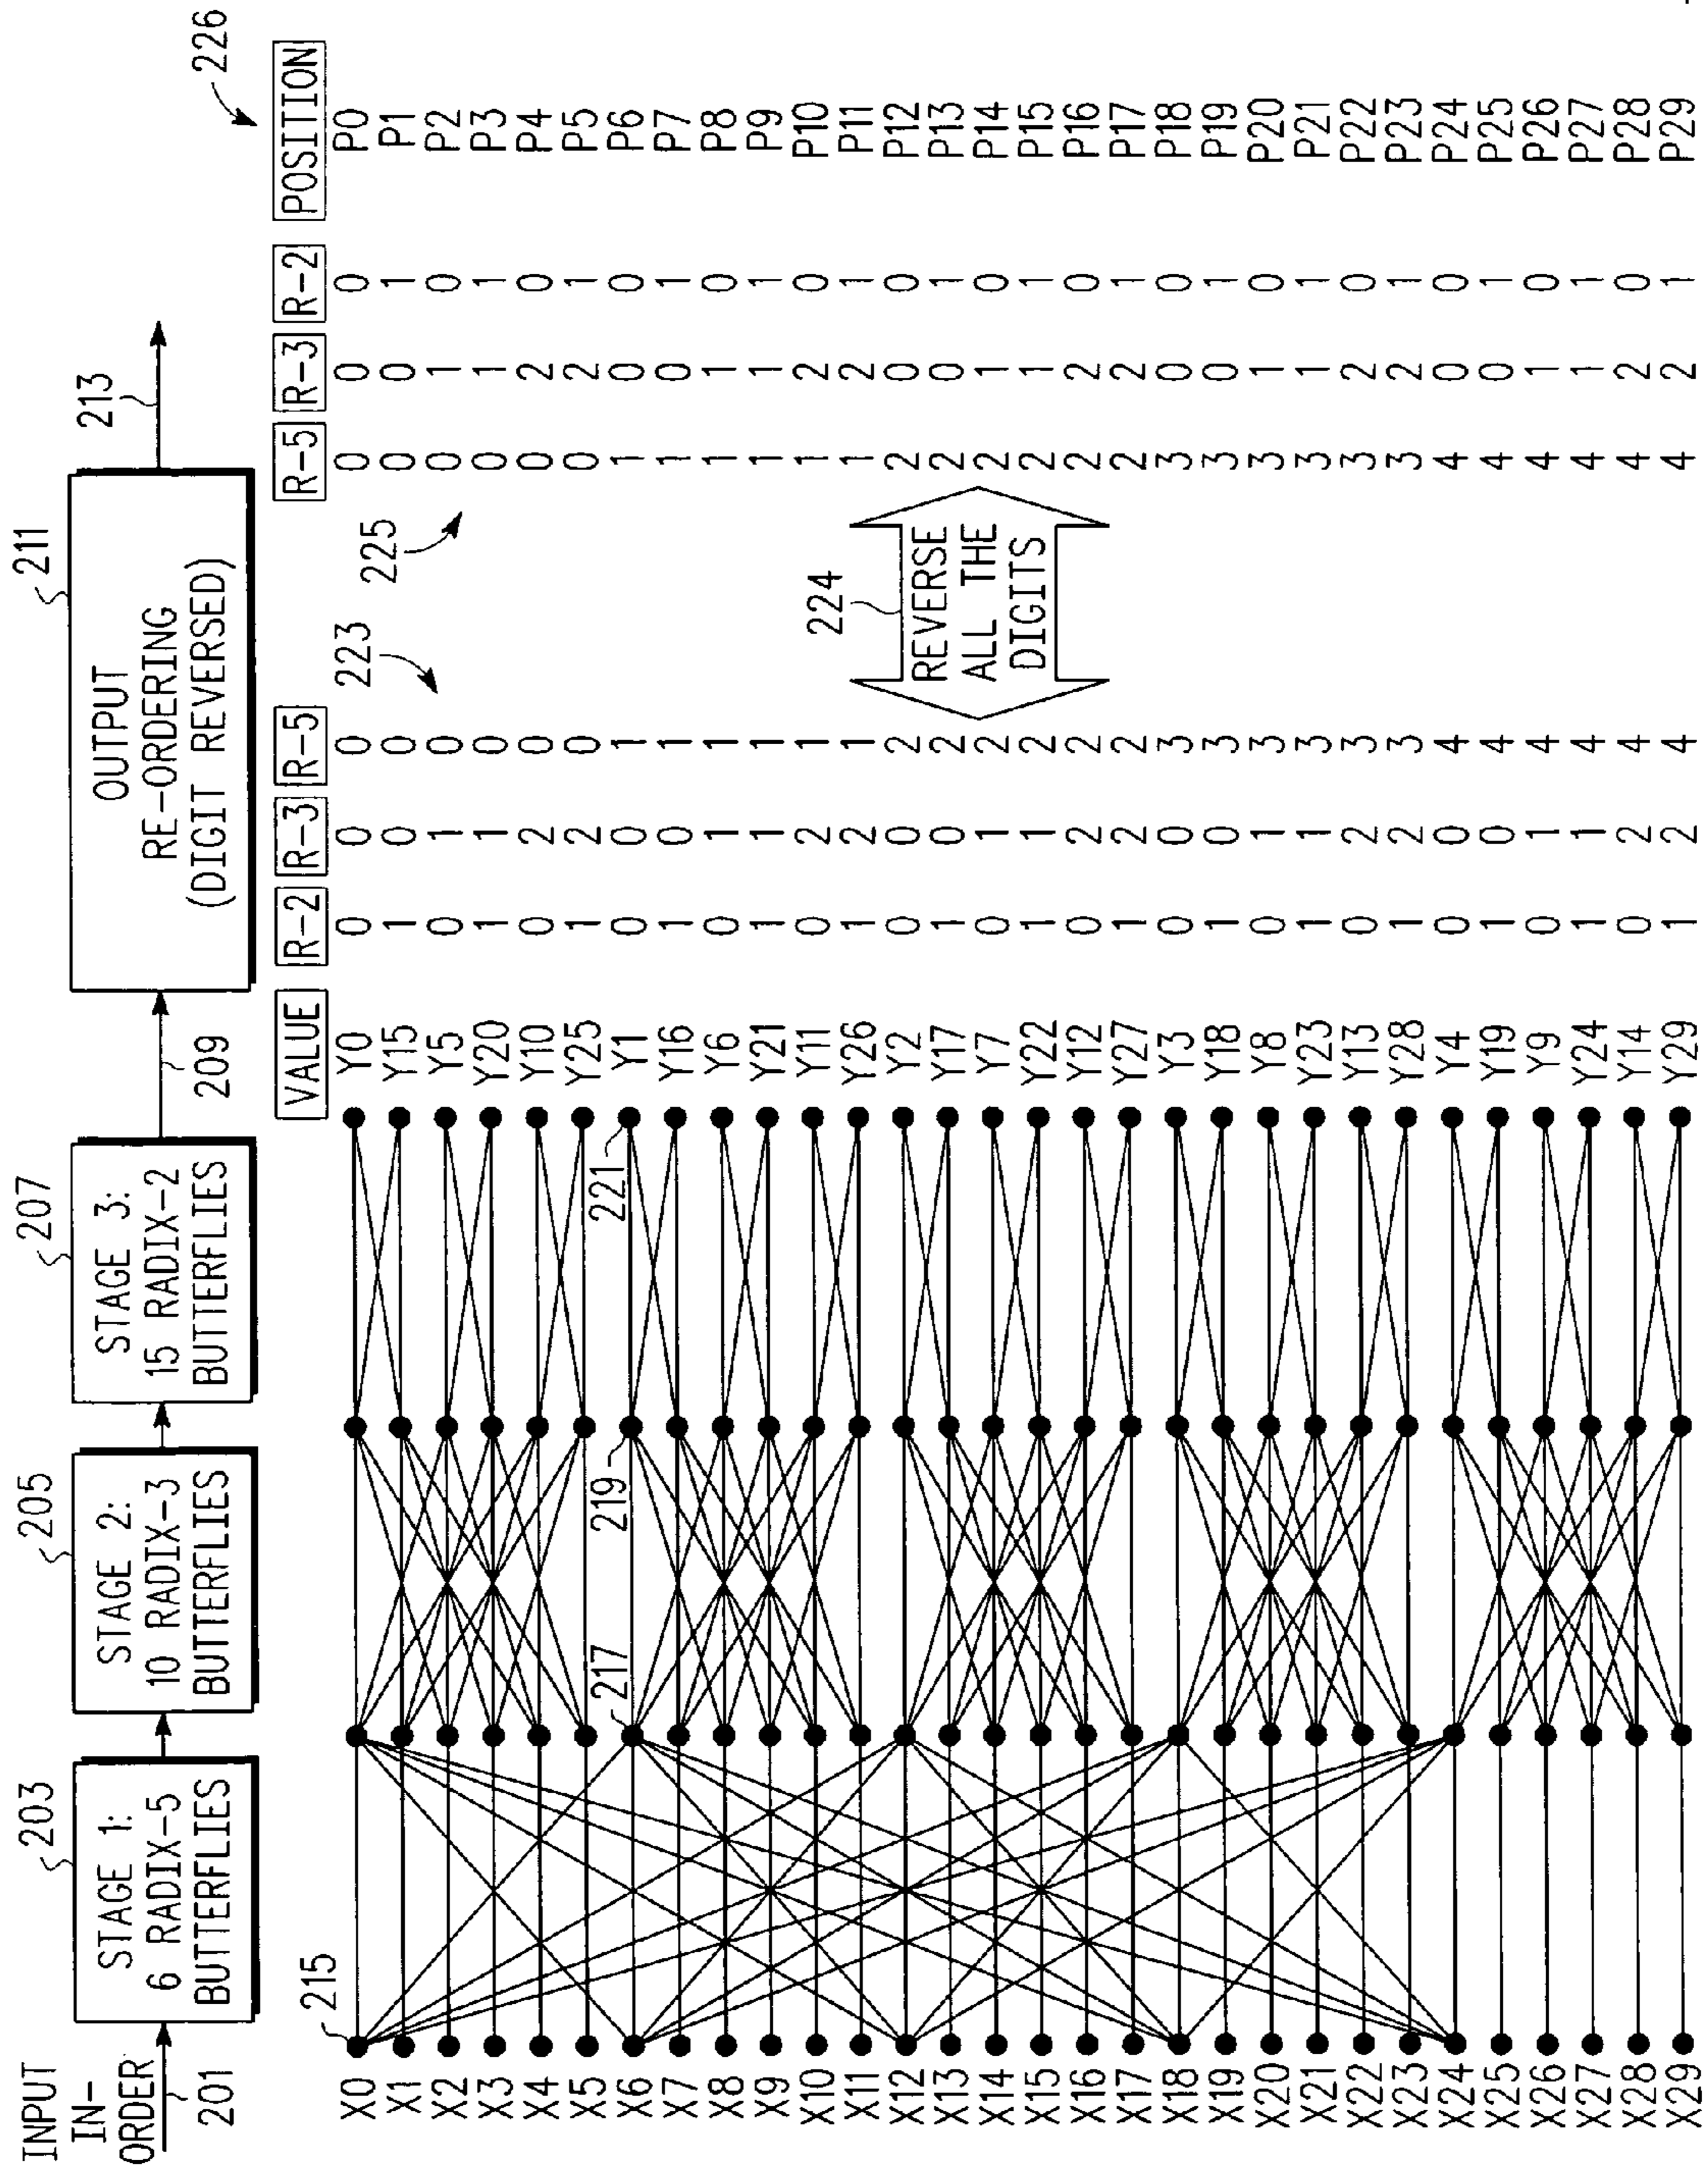 INPUT
IN-
ORDER
201
203
STAGE 1:
6 RADIX-5
BUTTERFLIES
205
STAGE 2:
10 RADIX-3
BUTTERFLIES
207
STAGE 3:
15 RADIX-2
BUTTERFLIES
209
211
OUTPUT
RE-ORDERING
(DIGIT REVERSED)
213
215
217
219
221
223
225
226
VALUE R-2 R-3 R-5 R-5 R-3 R-2 POSITION
X0 Y0 0 0 0 0 0 0 P0
X1 Y15 1 0 0 0 0 1 P1
X2 Y5 0 1 0 0 1 0 P2
X3 Y20 1 1 0 0 1 1 P3
X4 Y10 0 2 0 0 2 0 P4
X5 Y25 1 2 0 0 2 1 P5
X6 Y1 0 0 1 1 0 0 P6
X7 Y16 1 0 1 1 0 1 P7
X8 Y6 0 1 1 1 1 0 P8
X9 Y21 1 1 1 1 1 1 P9
X10 Y11 0 2 1 1 2 0 P10
X11 Y26 1 2 1 1 2 1 P11
X12 Y2 0 0 2 2 0 0 P12
X13 Y17 1 0 2 2 0 1 P13
X14 Y7 0 1 2 2 1 0 P14
X15 Y22 1 1 2 2 1 1 P15
X16 Y12 0 2 2 2 2 0 P16
X17 Y27 1 2 2 2 2 1 P17
X18 Y3 0 0 3 3 0 0 P18
X19 Y18 1 0 3 3 0 1 P19
X20 Y8 0 1 3 3 1 0 P20
X21 Y23 1 1 3 3 1 1 P21
X22 Y13 0 2 3 3 2 0 P22
X23 Y28 1 2 3 3 2 1 P23
X24 Y4 0 0 4 4 0 0 P24
X25 Y19 1 0 4 4 0 1 P25
X26 Y9 0 1 4 4 1 0 P26
X27 Y24 1 1 4 4 1 1 P27
X28 Y14 0 2 4 4 2 0 P28
X29 Y29 1 2 4 4 2 1 P29
224
REVERSE
ALL THE
DIGITS